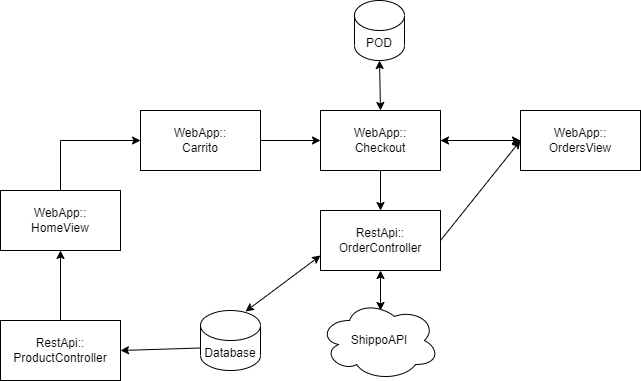 POD
WebApp::
Carrito
WebApp::
Checkout
WebApp::
OrdersView
WebApp::
HomeView
RestApi::
OrderController
RestApi::
ProductController
Database
ShippoAPI